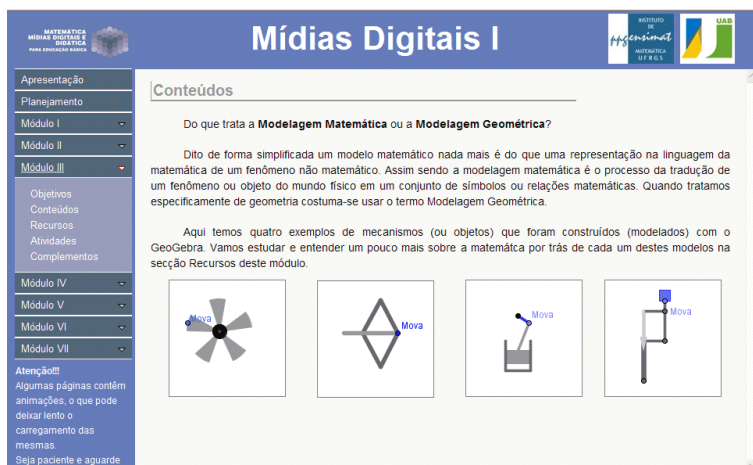 MATEMÁTICA
MÍDIAS DIGITAIS E
DIDÁTICA
PARA EDUCAÇÃO BÁSICA
Mídias Digitais I
INSTITUTO
DE
ppgensimat
MATEMÁTICA
UFRGS
UAB
Apresentação
Planejamento
Módulo I
Módulo II
Módulo III
Objetivos
Conteúdos
Recursos
Atividades
Complementos
Módulo IV
Módulo V
Módulo VI
Módulo VII
Atenção!!!
Algumas páginas contêm
animações, o que pode
deixar lento o
carregamento das
mesmas.
Seja paciente e aguarde
Conteúdos
Do que trata a Modelagem Matemática ou a Modelagem Geométrica?
Dito de forma simplificada um modelo matemático nada mais é do que uma representação na linguagem da
matemática de um fenômeno não matemático. Assim sendo a modelagem matemática é o processo da tradução de
um fenômeno ou objeto do mundo físico em um conjunto de símbolos ou relações matemáticas. Quando tratamos
especificamente de geometria costuma-se usar o termo Modelagem Geométrica.
Aqui temos quatro exemplos de mecanismos (ou objetos) que foram construídos (modelados) com o
GeoGebra. Vamos estudar e entender um pouco mais sobre a matemátca por trás de cada um destes modelos na
secção Recursos deste módulo.
Mova
Mova
Mova
Mova